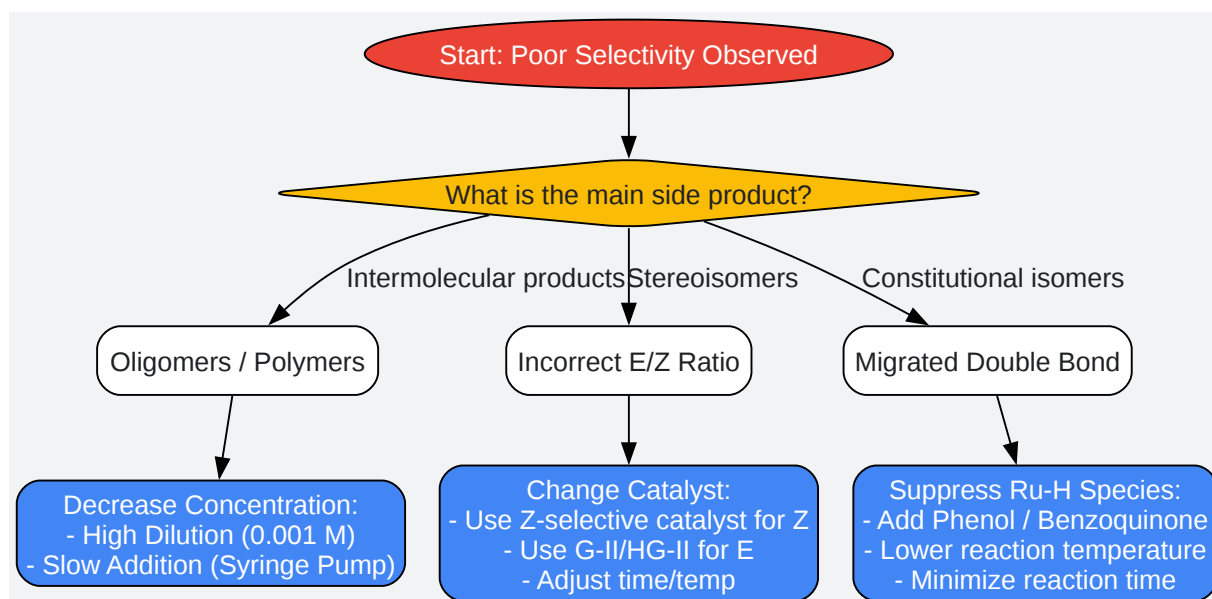 Start: Poor Selectivity Observed
What is the main side product?
Intermolecular products
Stereoisomers
Constitutional isomers
Oligomers / Polymers
Incorrect E/Z Ratio
Migrated Double Bond
Decrease Concentration:
- High Dilution (0.001 M)
- Slow Addition (Syringe Pump)
Change Catalyst:
- Use Z-selective catalyst for Z
- Use G-II/HG-II for E
- Adjust time/temp
Suppress Ru-H Species:
- Add Phenol / Benzoquinone
- Lower reaction temperature
- Minimize reaction time